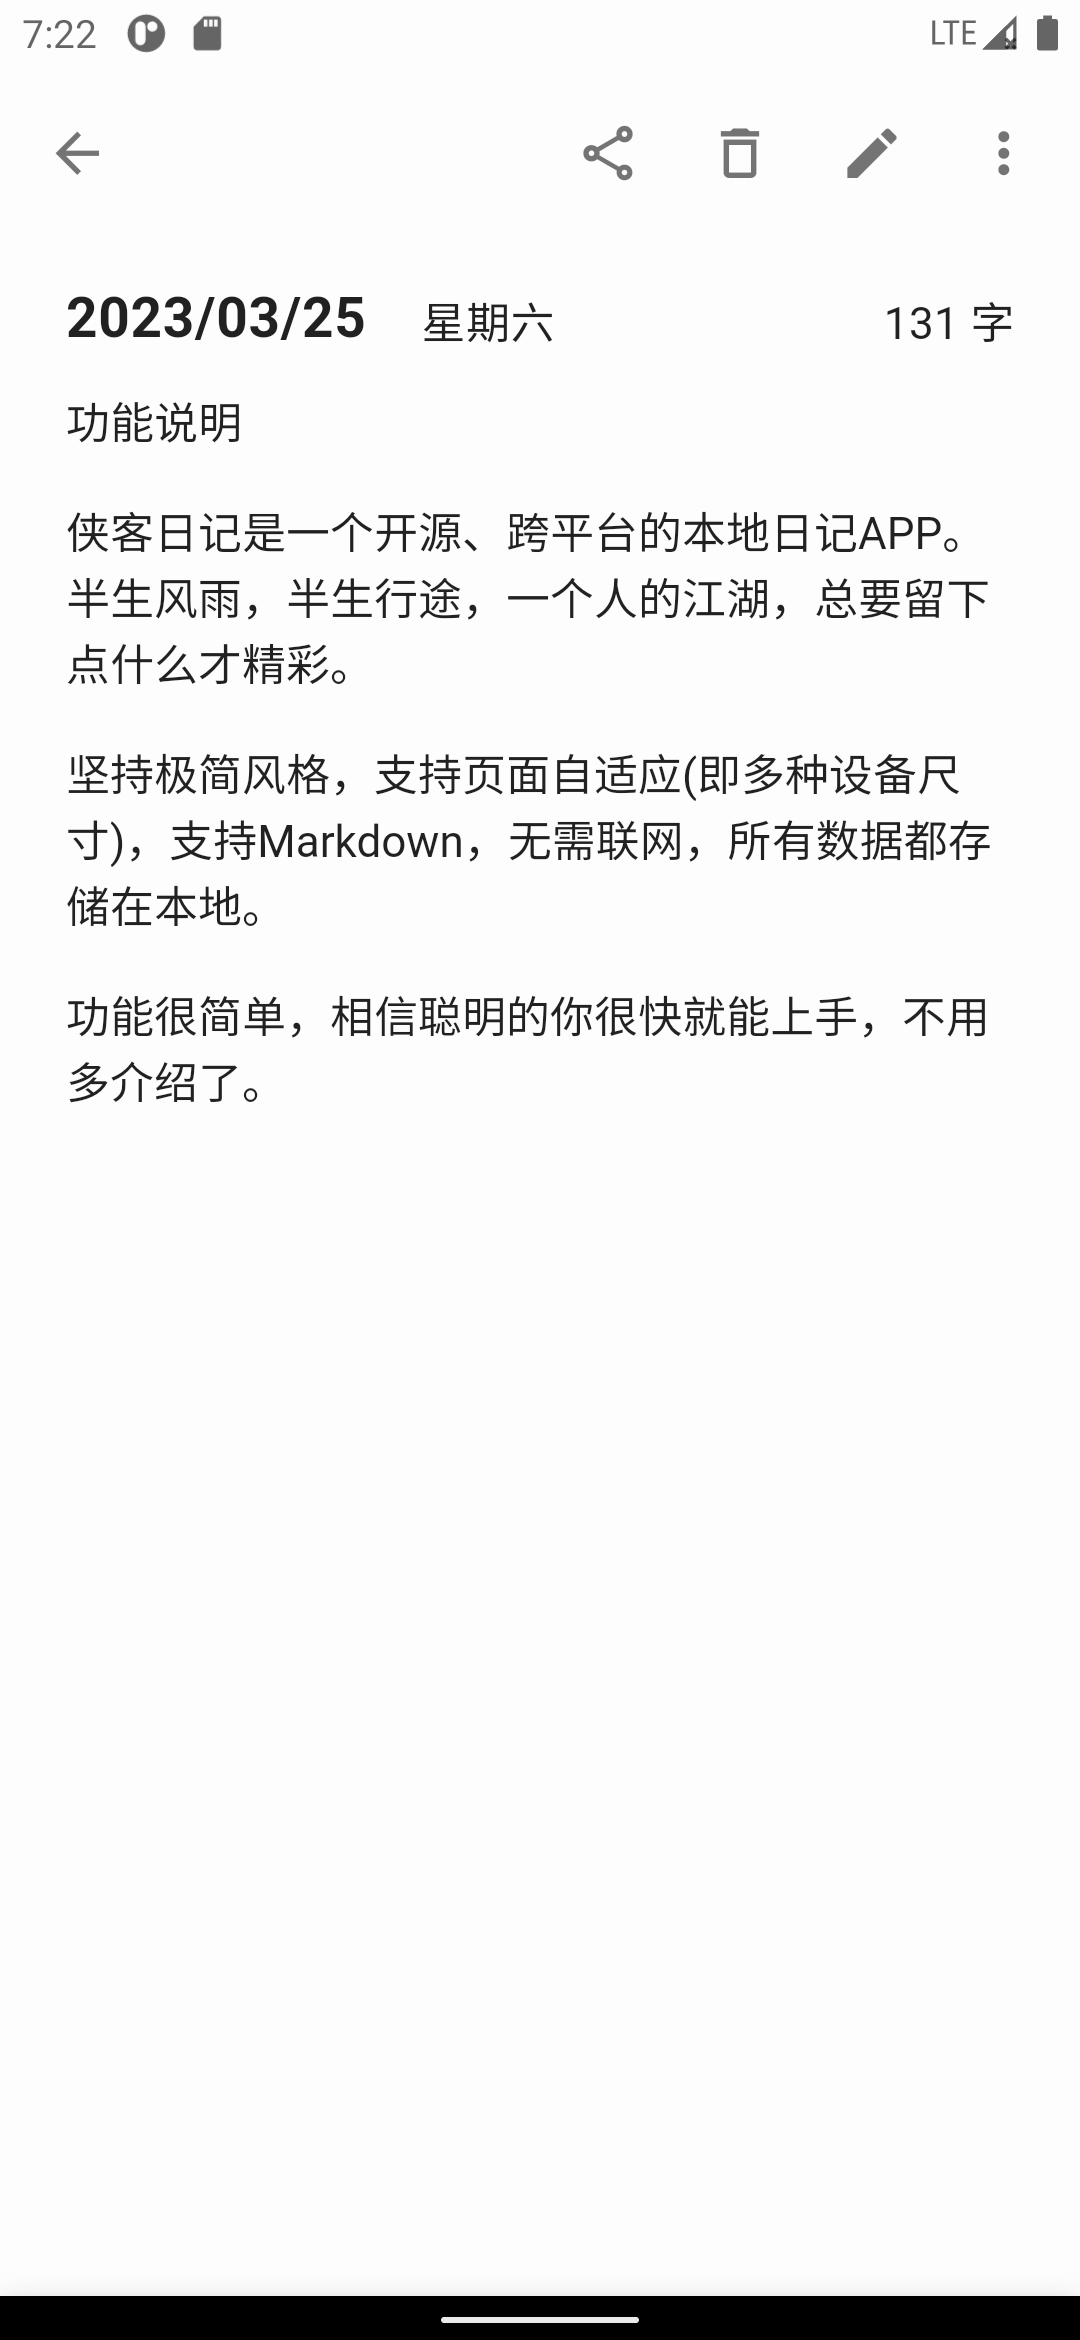 7:22
LTE
2023/03/25 星期六 131 字
功能说明
侠客日记是一个开源、跨平台的本地日记APP。
半生风雨，半生行途，一个人的江湖，总要留下
点什么才精彩。
坚持极简风格，支持页面自适应(即多种设备尺
寸)，支持Markdown，无需联网，所有数据都存
储在本地。
功能很简单，相信聪明的你很快就能上手，不用
多介绍了。